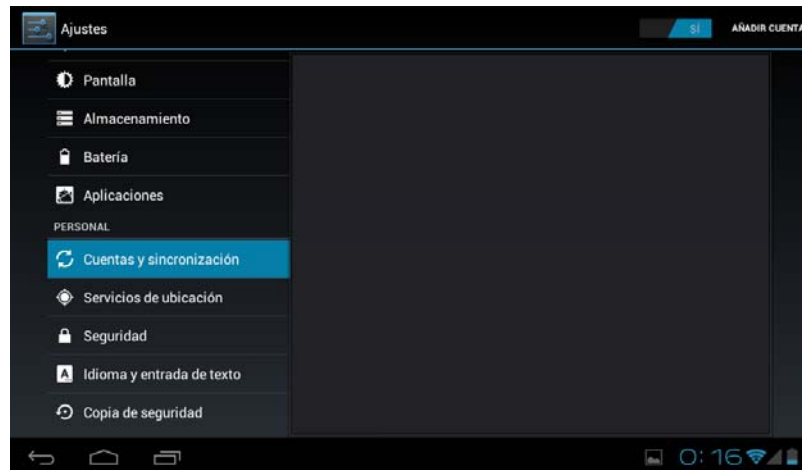 Ajustes
SÍ
AÑADIR CUENTA
Pantalla
Almacenamiento
Batería
Aplicaciones
PERSONAL
Cuentas y sincronización
Servicios de ubicación
Seguridad
A Idioma y entrada de texto
Copia de seguridad
0:16